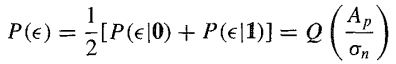 P(ϵ) = 1/2 [P(ϵ|0) + P(ϵ|1)] = Q (A_p / σ_n)